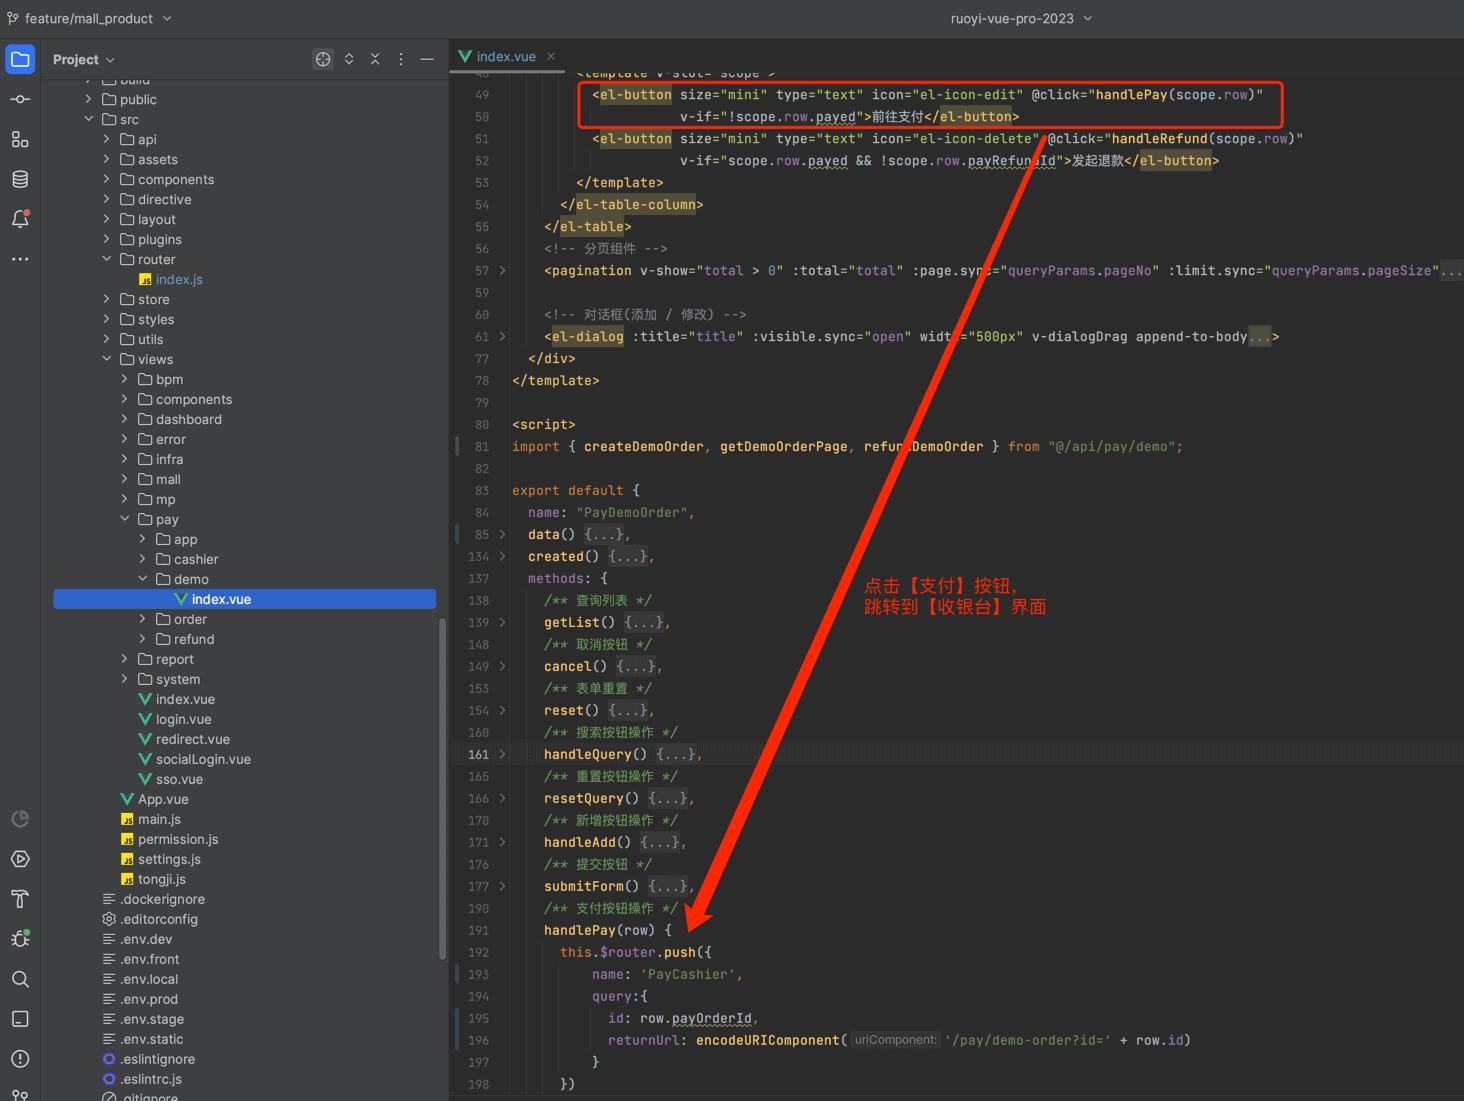 feature/mall_product
ruoyi-vue-pro-2023
Project
build
public
src
api
assets
components
directive
layout
plugins
router
index.js
store
styles
utils
views
bpm
components
dashboard
error
infra
mall
mp
pay
app
cashier
demo
index.vue
order
refund
report
system
index.vue
login.vue
redirect.vue
socialLogin.vue
sso.vue
App.vue
main.js
permission.js
settings.js
tongji.js
.dockerignore
.editorconfig
.env.dev
.env.front
.env.local
.env.prod
.env.stage
.env.static
.eslintignore
.eslintrc.js
.gitignore
index.vue
48 <template v-slot="scope">
49 <el-button size="mini" type="text" icon="el-icon-edit" @click="handlePay(scope.row)"
50 v-if="!scope.row.payed">前往支付</el-button>
51 <el-button size="mini" type="text" icon="el-icon-delete" @click="handleRefund(scope.row)"
52 v-if="scope.row.payed && !scope.row.payRefundId">发起退款</el-button>
53 </template>
54 </el-table-column>
55 </el-table>
56 <!-- 分页组件 -->
57 <pagination v-show="total > 0" :total="total" :page.sync="queryParams.pageNo" :limit.sync="queryParams.pageSize"...
59
60 <!-- 对话框(添加 / 修改) -->
61 <el-dialog :title="title" :visible.sync="open" width="500px" v-dialogDrag append-to-body...>
77 </div>
78 </template>
79
80 <script>
81 import { createDemoOrder, getDemoOrderPage, refundDemoOrder } from "@/api/pay/demo";
82
83 export default {
84 name: "PayDemoOrder",
85 data() {...},
134 created() {...},
137 methods: {
138 /** 查询列表 */
139 getList() {...},
148 /** 取消按钮 */
149 cancel() {...},
153 /** 表单重置 */
154 reset() {...},
160 /** 搜索按钮操作 */
161 handleQuery() {...},
165 /** 重置按钮操作 */
166 resetQuery() {...},
170 /** 新增按钮操作 */
171 handleAdd() {...},
176 /** 提交按钮 */
177 submitForm() {...},
190 /** 支付按钮操作 */
191 handlePay(row) {
192 this.$router.push({
193 name: 'PayCashier',
194 query:{
195 id: row.payOrderId,
196 returnUrl: encodeURIComponent( uriComponent: '/pay/demo-order?id=' + row.id)
197 }
198 })
点击【支付】按钮,
跳转到【收银台】界面